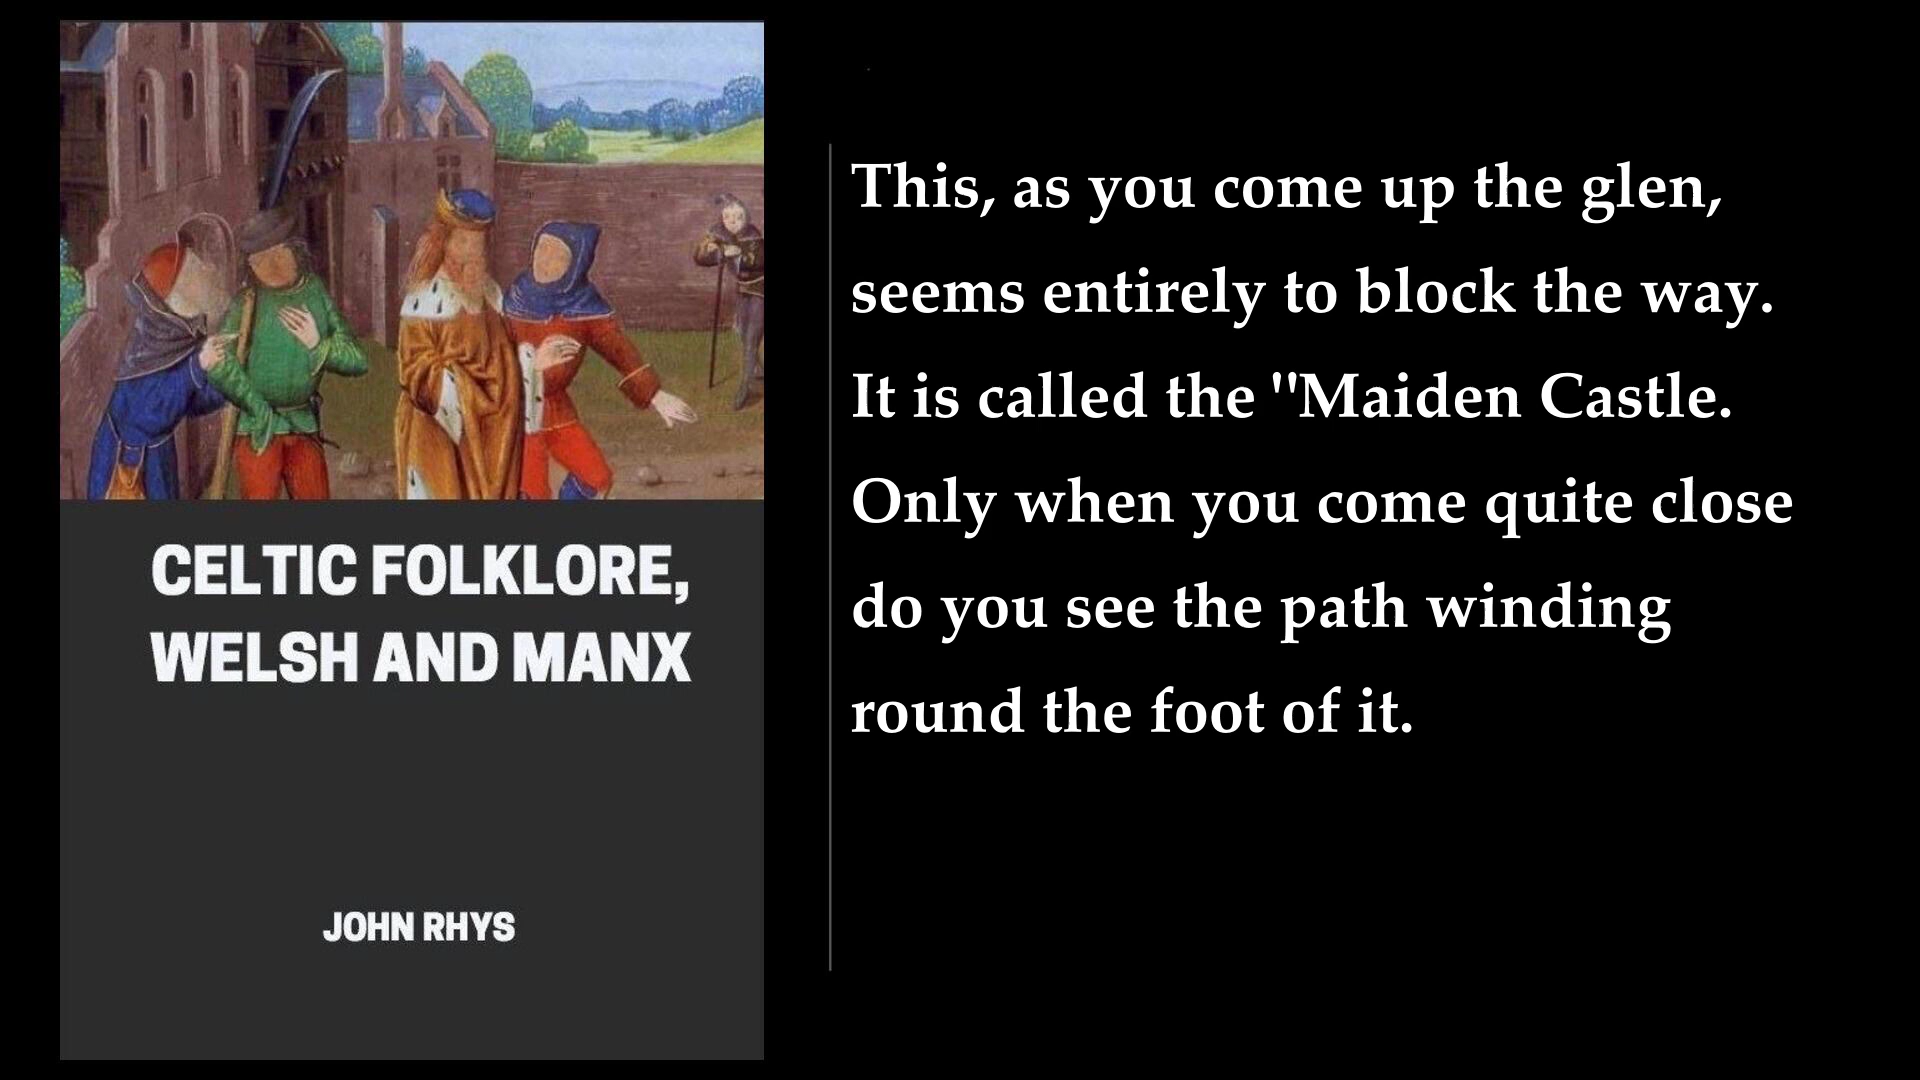 CELTIC FOLKLORE,
WELSH AND MANX
JOHN RHYS
This, as you come up the glen,
seems entirely to block the way.
It is called the "Maiden Castle.
Only when you come quite close
do you see the path winding
round the foot of it.